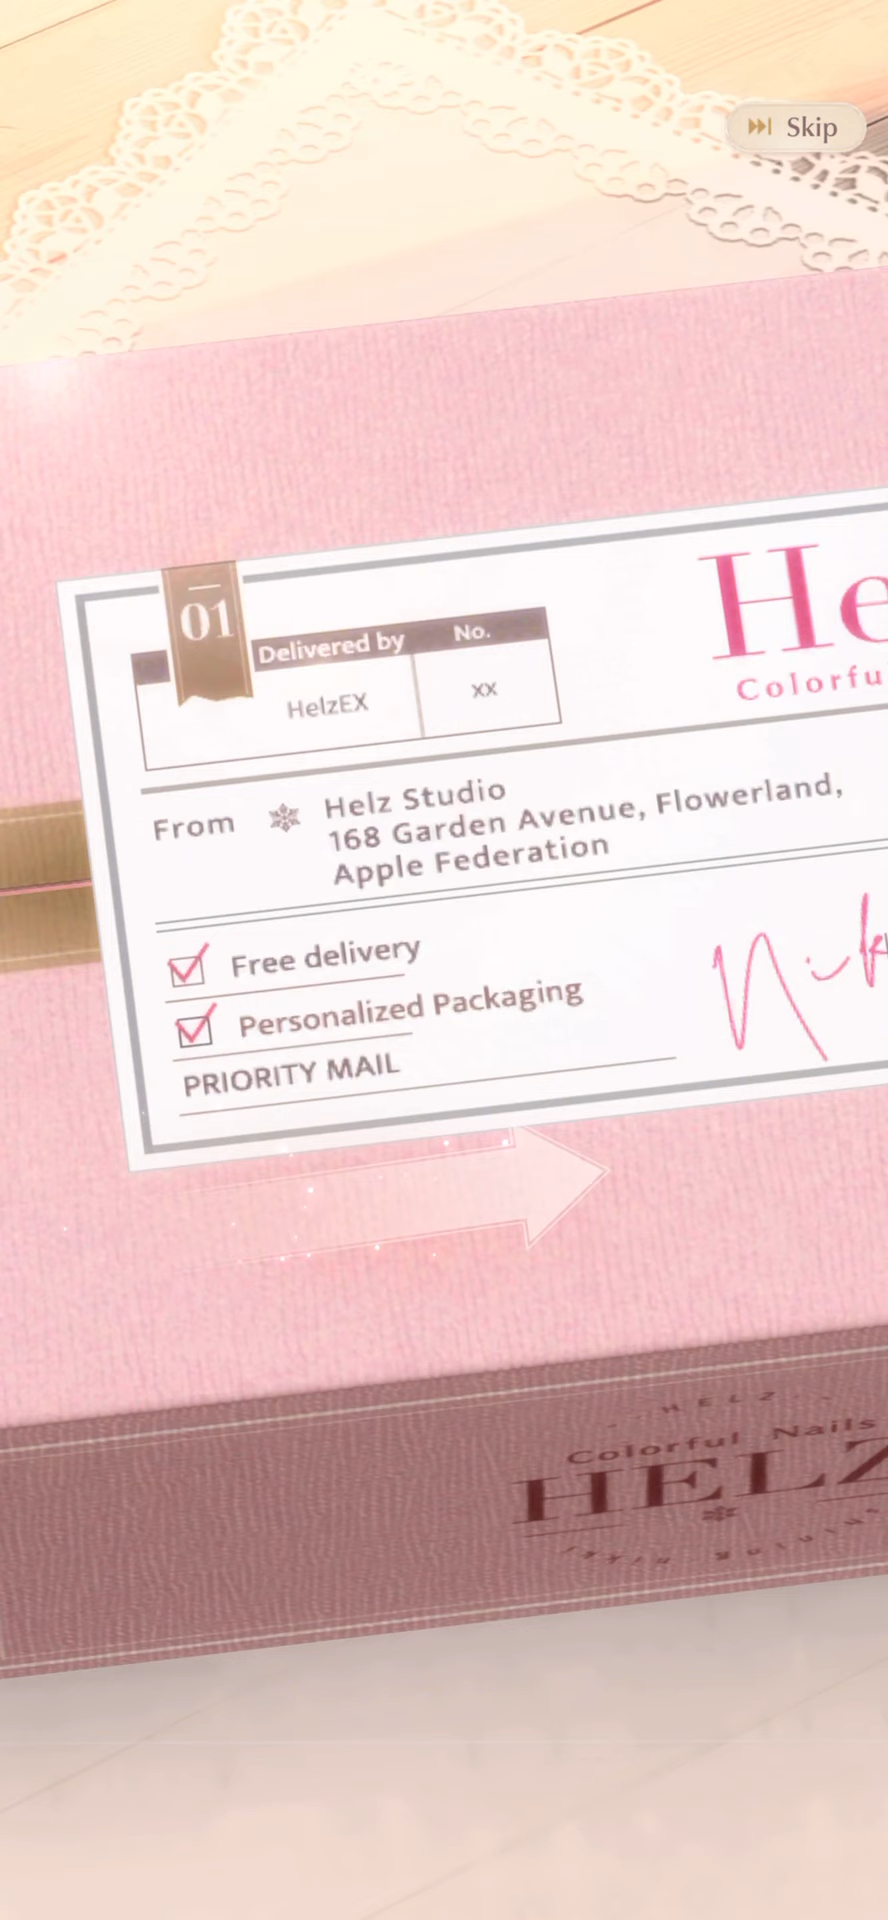 Skip
He
Colorfu
01
Delivered by No.
HelzEX xx
From Helz Studio
168 Garden Avenue, Flowerland,
Apple Federation
Free delivery
Personalized Packaging
PRIORITY MAIL
HELZ
Colorful Nails
HELZ